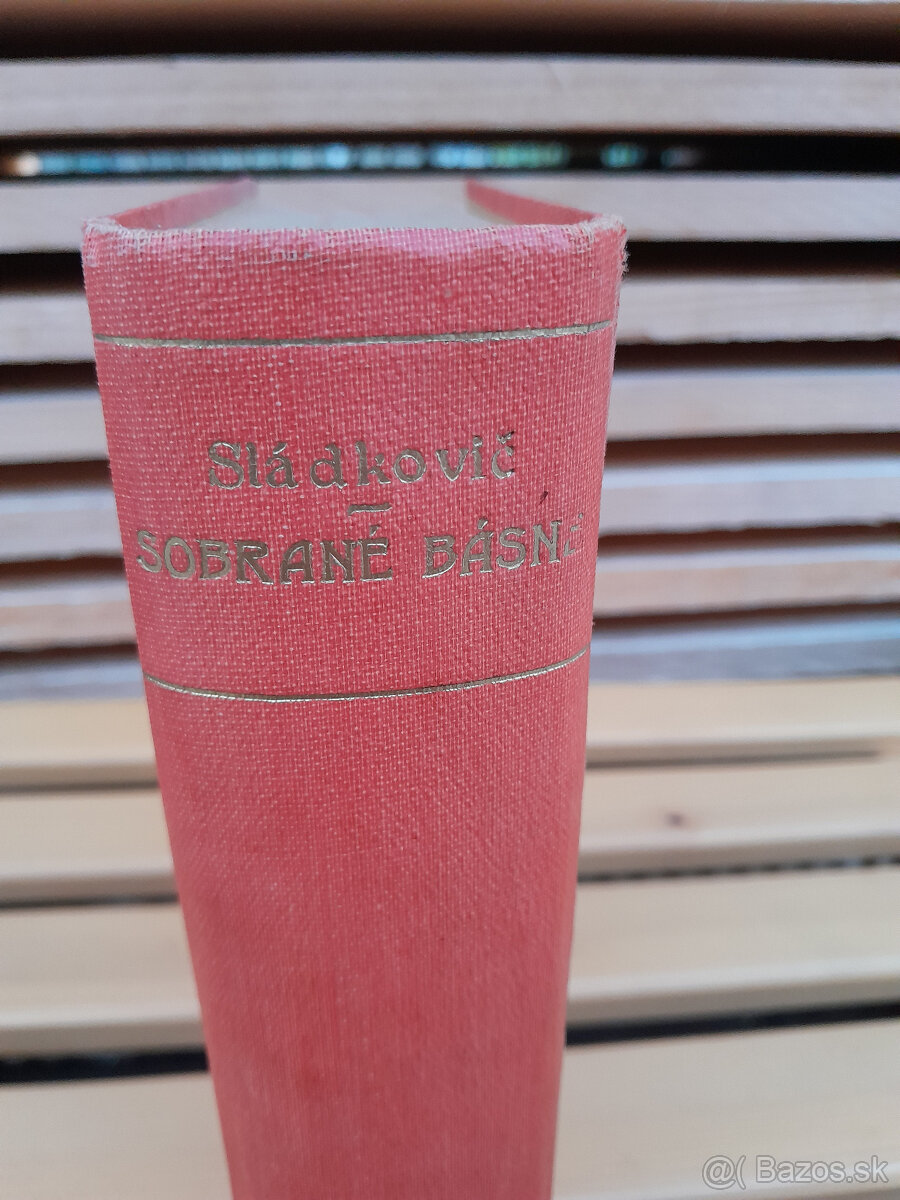 Sládkovič
SOBRANÉ BÁSNE
@( Bazos.sk